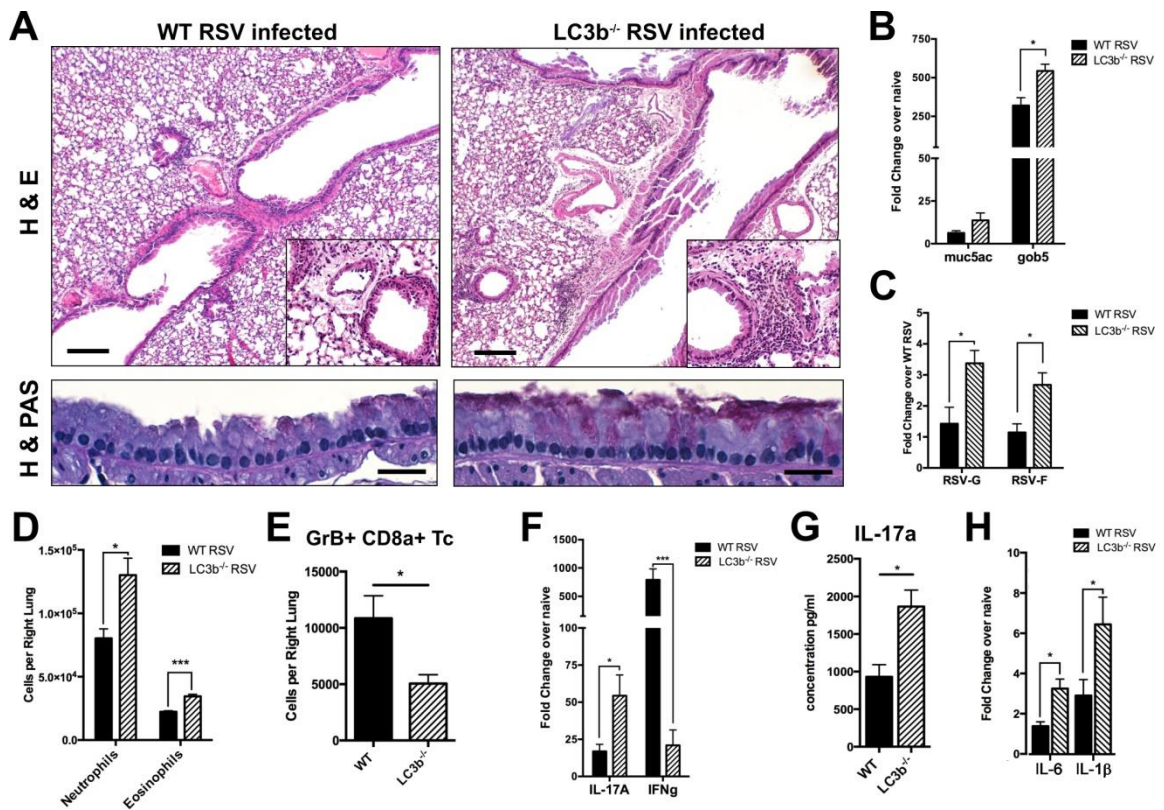 A
WT RSV infected
LC3b-/- RSV infected
H & E
H & PAS
B
Fold Change over naive
750
500
250
25
0
*
muc5ac
gob5
WT RSV
LC3b-/- RSV
C
Fold Change over WT RSV
6
5
4
3
2
1
0
*
*
RSV-G
RSV-F
WT RSV
LC3b-/- RSV
D
Cells per Right Lung
1.5×10⁵
1.0×10⁵
5.0×10⁴
0.0
*
***
Neutrophils
Eosinophils
WT RSV
LC3b-/- RSV
E
GrB+ CD8a+ Tc
Cells per Right Lung
15000
10000
5000
0
*
WT
LC3b-/-
F
Fold Change over naive
1000
750
500
75
50
25
0
*
***
IL-17A
IFNg
WT RSV
LC3b-/- RSV
G
IL-17a
concentration pg/ml
2500
2000
1500
1000
500
0
*
WT
LC3b-/-
H
Fold Change over naive
10
8
6
4
2
0
*
*
IL-6
IL-1β
WT RSV
LC3b-/- RSV